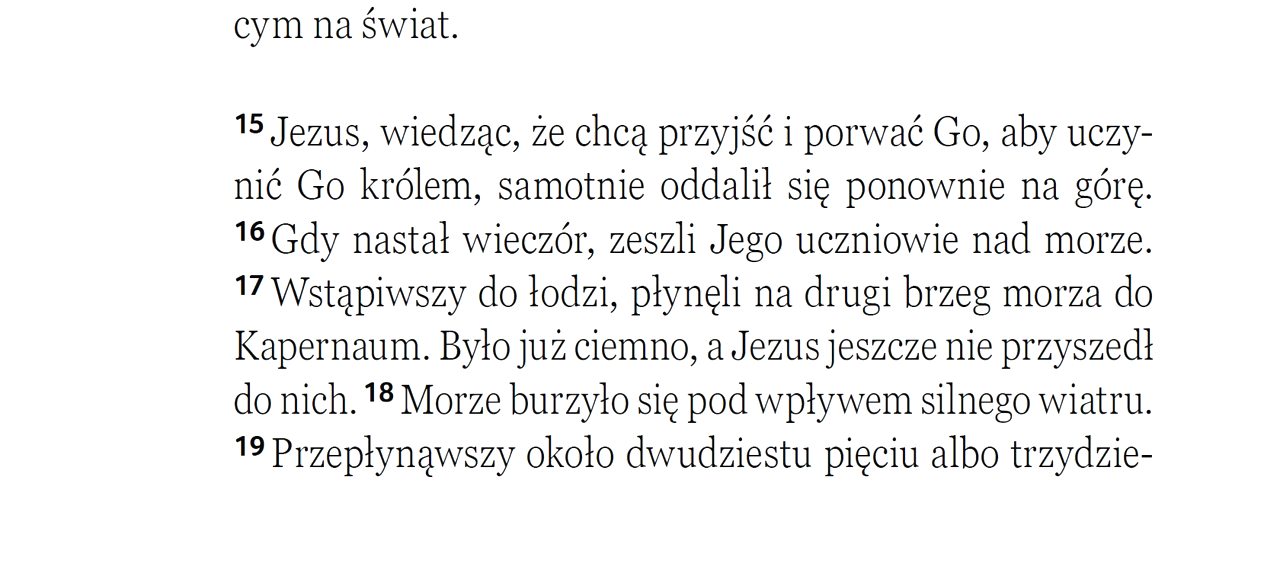 cym na świat.
15 Jezus, wiedząc, że chcą przyjść i porwać Go, aby uczy-
nić Go królem, samotnie oddalił się ponownie na górę.
16 Gdy nastał wieczór, zeszli Jego uczniowie nad morze.
17 Wstąpiwszy do łodzi, płynęli na drugi brzeg morza do
Kapernaum. Było już ciemno, a Jezus jeszcze nie przyszedł
do nich. 18 Morze burzyło się pod wpływem silnego wiatru.
19 Przepłynąwszy około dwudziestu pięciu albo trzydzie-